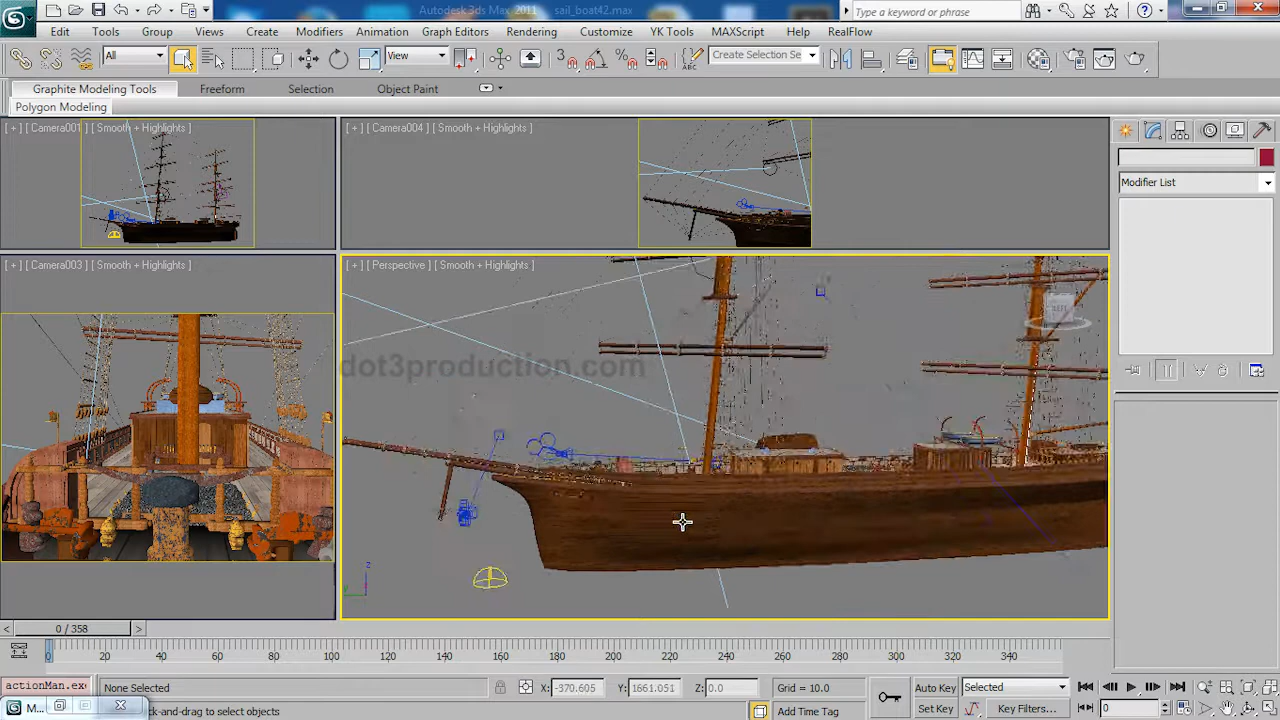 Autodesk 3ds Max 2011 sail_boat42.max
Type a keyword or phrase
Edit Tools Group Views Create Modifiers Animation Graph Editors Rendering Customize YK Tools MAXScript Help RealFlow
All View 3 ABC Create Selection Se
Graphite Modeling Tools Freeform Selection Object Paint
Polygon Modeling
[ + ] [ Camera001 ] [ Smooth + Highlights ]
[ + ] [ Camera004 ] [ Smooth + Highlights ]
Modifier List
[ + ] [ Camera003 ] [ Smooth + Highlights ]
[ + ] [ Perspective ] [ Smooth + Highlights ]
dot3production.com
z
0 / 358
0 20 40 60 80 100 120 140 160 180 200 220 240 260 280 300 320 340
actionMan.exe None Selected X: -370.605 Y: 1661.051 Z: 0.0 Grid = 10.0 Auto Key Selected
M... ck-and-drag to select objects Add Time Tag Set Key Key Filters... 0